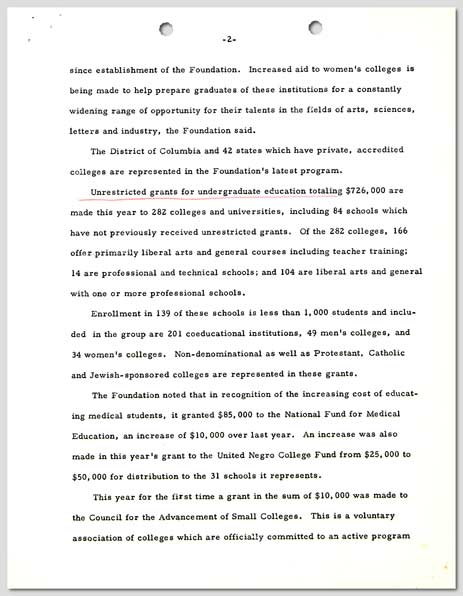 -2-
since establishment of the Foundation. Increased aid to women's colleges is
being made to help prepare graduates of these institutions for a constantly
widening range of opportunity for their talents in the fields of arts, sciences,
letters and industry, the Foundation said.
The District of Columbia and 42 states which have private, accredited
colleges are represented in the Foundation's latest program.
Unrestricted grants for undergraduate education totaling $726,000 are
made this year to 282 colleges and universities, including 84 schools which
have not previously received unrestricted grants. Of the 282 colleges, 166
offer primarily liberal arts and general courses including teacher training;
14 are professional and technical schools; and 104 are liberal arts and general
with one or more professional schools.
Enrollment in 139 of these schools is less than 1,000 students and inclu-
ded in the group are 201 coeducational institutions, 49 men's colleges, and
34 women's colleges. Non-denominational as well as Protestant, Catholic
and Jewish-sponsored colleges are represented in these grants.
The Foundation noted that in recognition of the increasing cost of educat-
ing medical students, it granted $85,000 to the National Fund for Medical
Education, an increase of $10,000 over last year. An increase was also
made in this year's grant to the United Negro College Fund from $25,000 to
$50,000 for distribution to the 31 schools it represents.
This year for the first time a grant in the sum of $10,000 was made to
the Council for the Advancement of Small Colleges. This is a voluntary
association of colleges which are officially committed to an active program